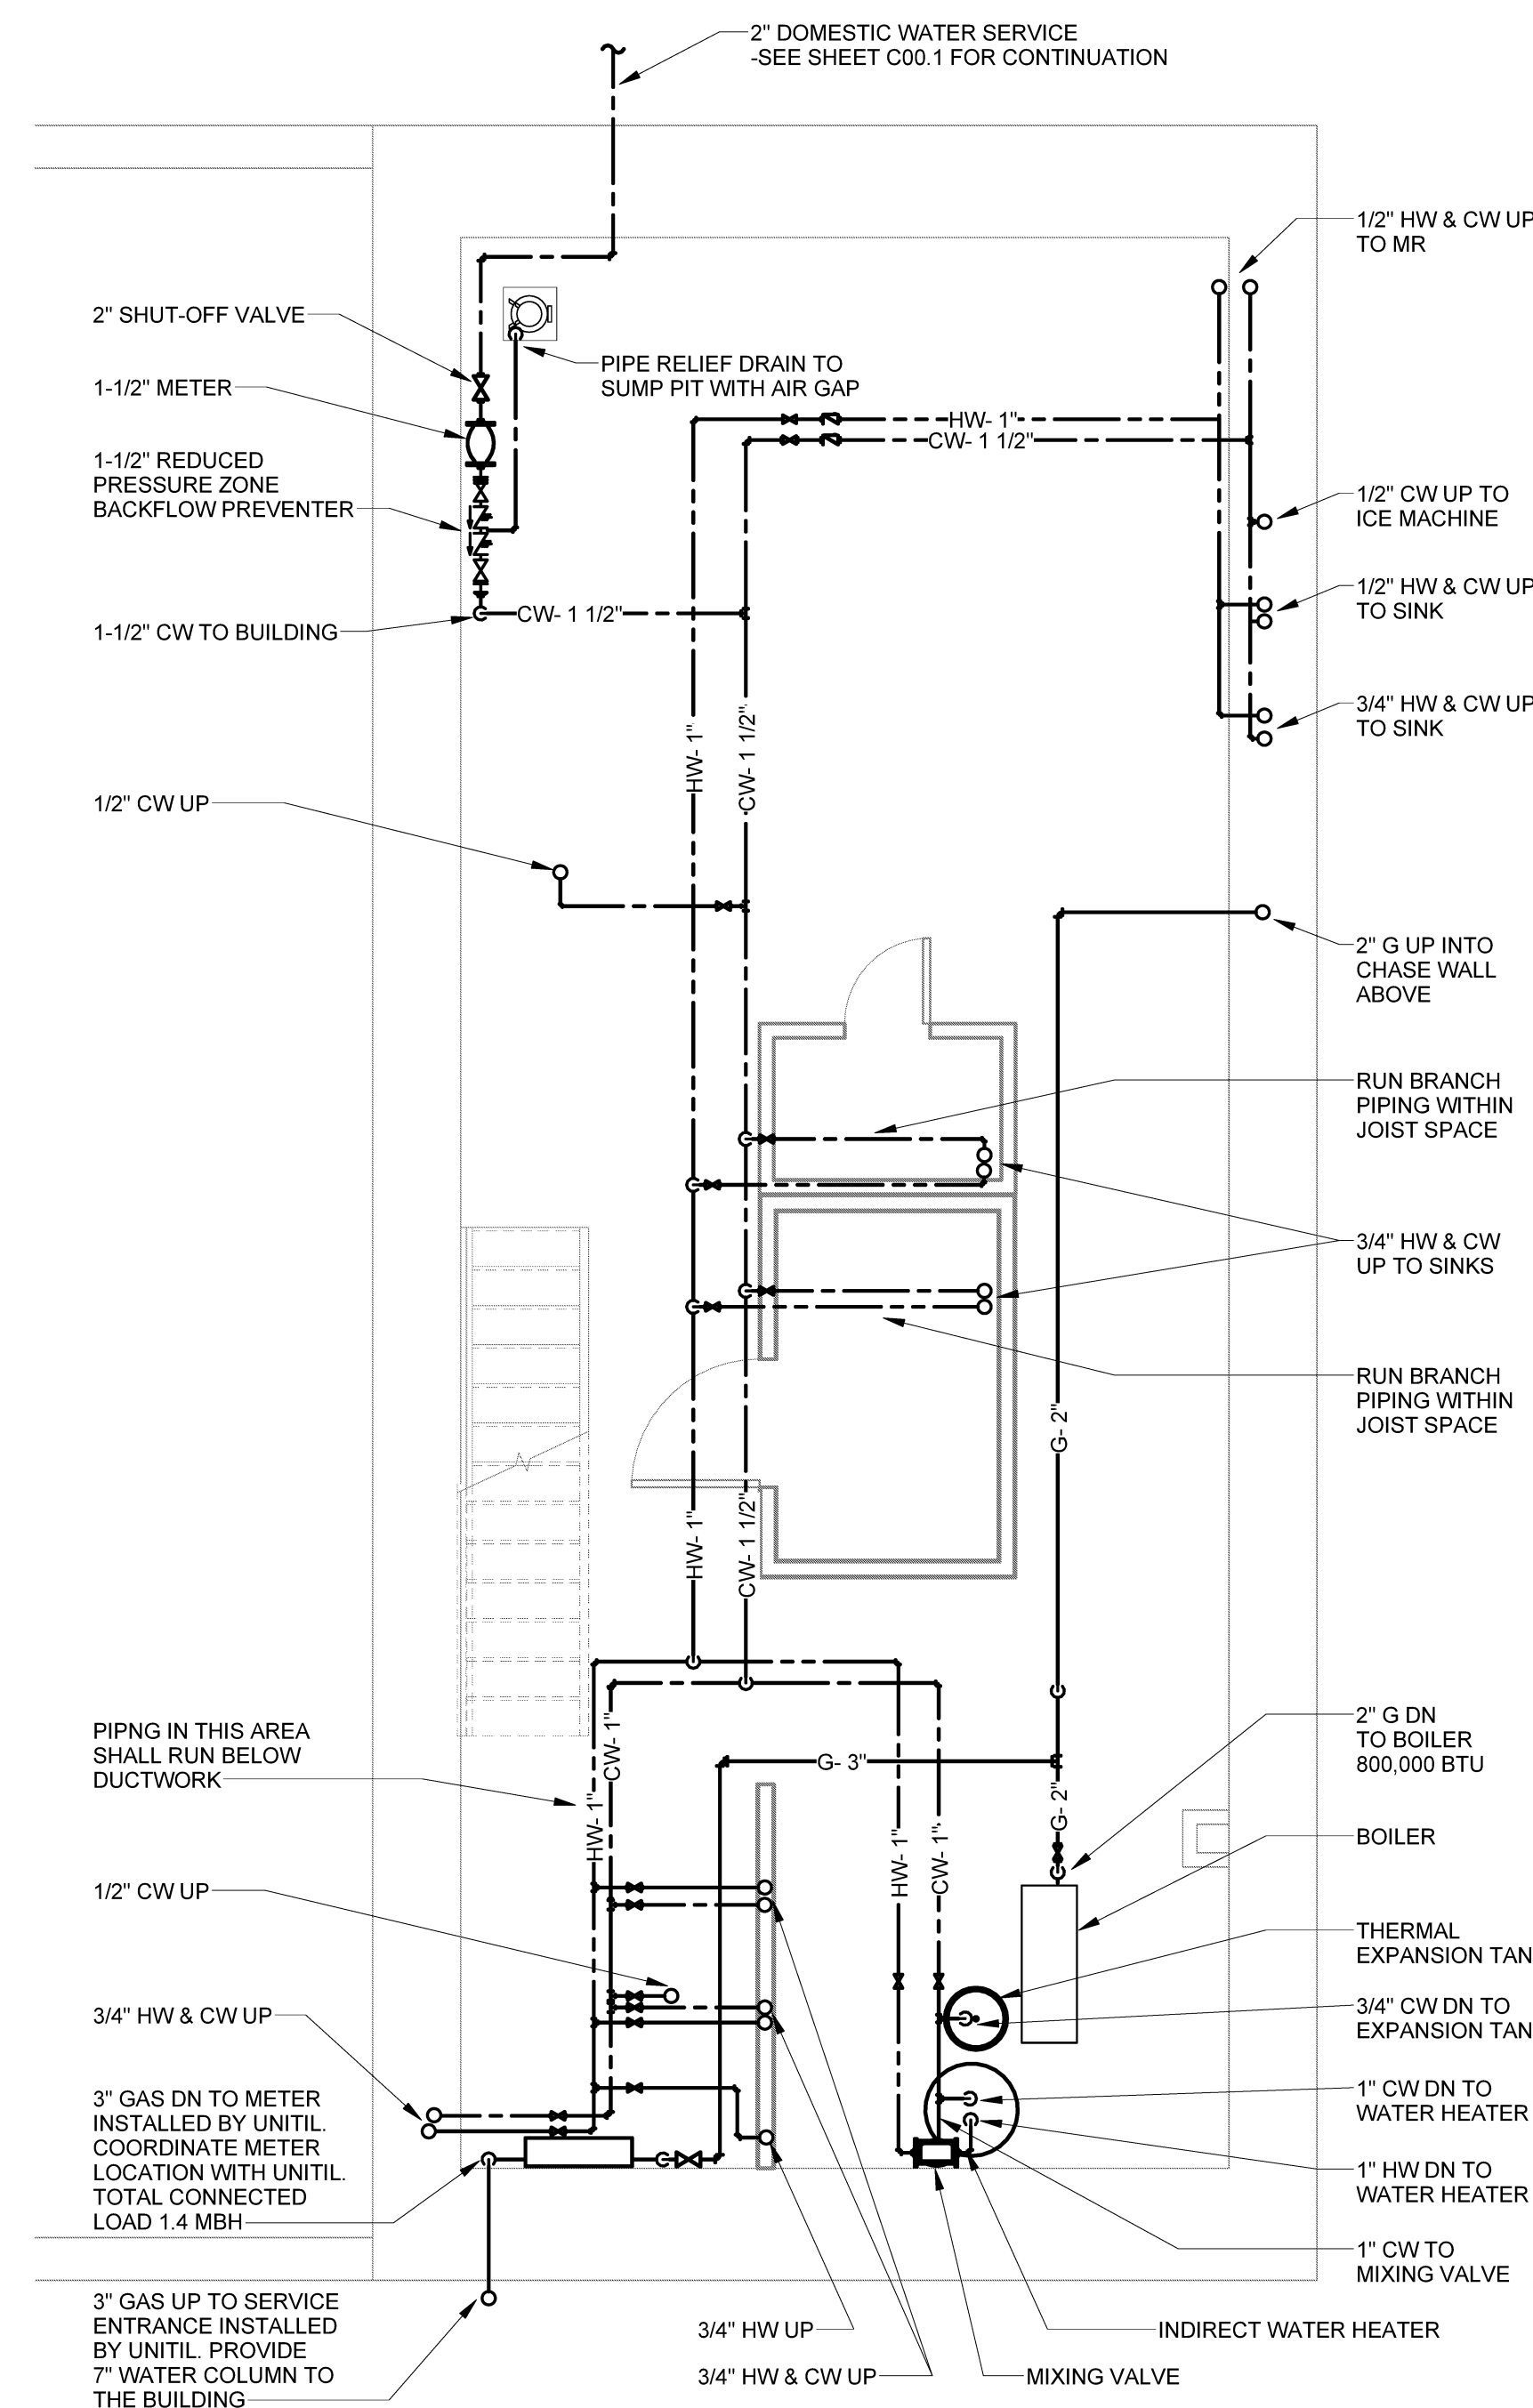 2" DOMESTIC WATER SERVICE
-SEE SHEET C00.1 FOR CONTINUATION
1/2" HW & CW UP
TO MR
2" SHUT-OFF VALVE
PIPE RELIEF DRAIN TO
SUMP PIT WITH AIR GAP
1-1/2" METER
HW- 1"
CW- 1 1/2"
1-1/2" REDUCED
PRESSURE ZONE
BACKFLOW PREVENTER
1/2" CW UP TO
ICE MACHINE
1/2" HW & CW UP
TO SINK
CW- 1 1/2"
1-1/2" CW TO BUILDING
3/4" HW & CW UP
TO SINK
HW- 1"
CW- 1 1/2"
1/2" CW UP
2" G UP INTO
CHASE WALL
ABOVE
RUN BRANCH
PIPING WITHIN
JOIST SPACE
3/4" HW & CW
UP TO SINKS
RUN BRANCH
PIPING WITHIN
JOIST SPACE
G- 2"
HW- 1"
CW- 1 1/2"
PIPNG IN THIS AREA
SHALL RUN BELOW
DUCTWORK
CW- 1"
HW- 1"
G- 3"
G- 2"
HW- 1"
CW- 1"
2" G DN
TO BOILER
800,000 BTU
BOILER
1/2" CW UP
THERMAL
EXPANSION TAN
3/4" HW & CW UP
3/4" CW DN TO
EXPANSION TAN
3" GAS DN TO METER
INSTALLED BY UNITIL.
COORDINATE METER
LOCATION WITH UNITIL.
TOTAL CONNECTED
LOAD 1.4 MBH
1" CW DN TO
WATER HEATER
1" HW DN TO
WATER HEATER
1" CW TO
MIXING VALVE
3" GAS UP TO SERVICE
ENTRANCE INSTALLED
BY UNITIL. PROVIDE
7" WATER COLUMN TO
THE BUILDING
3/4" HW UP
INDIRECT WATER HEATER
3/4" HW & CW UP
MIXING VALVE